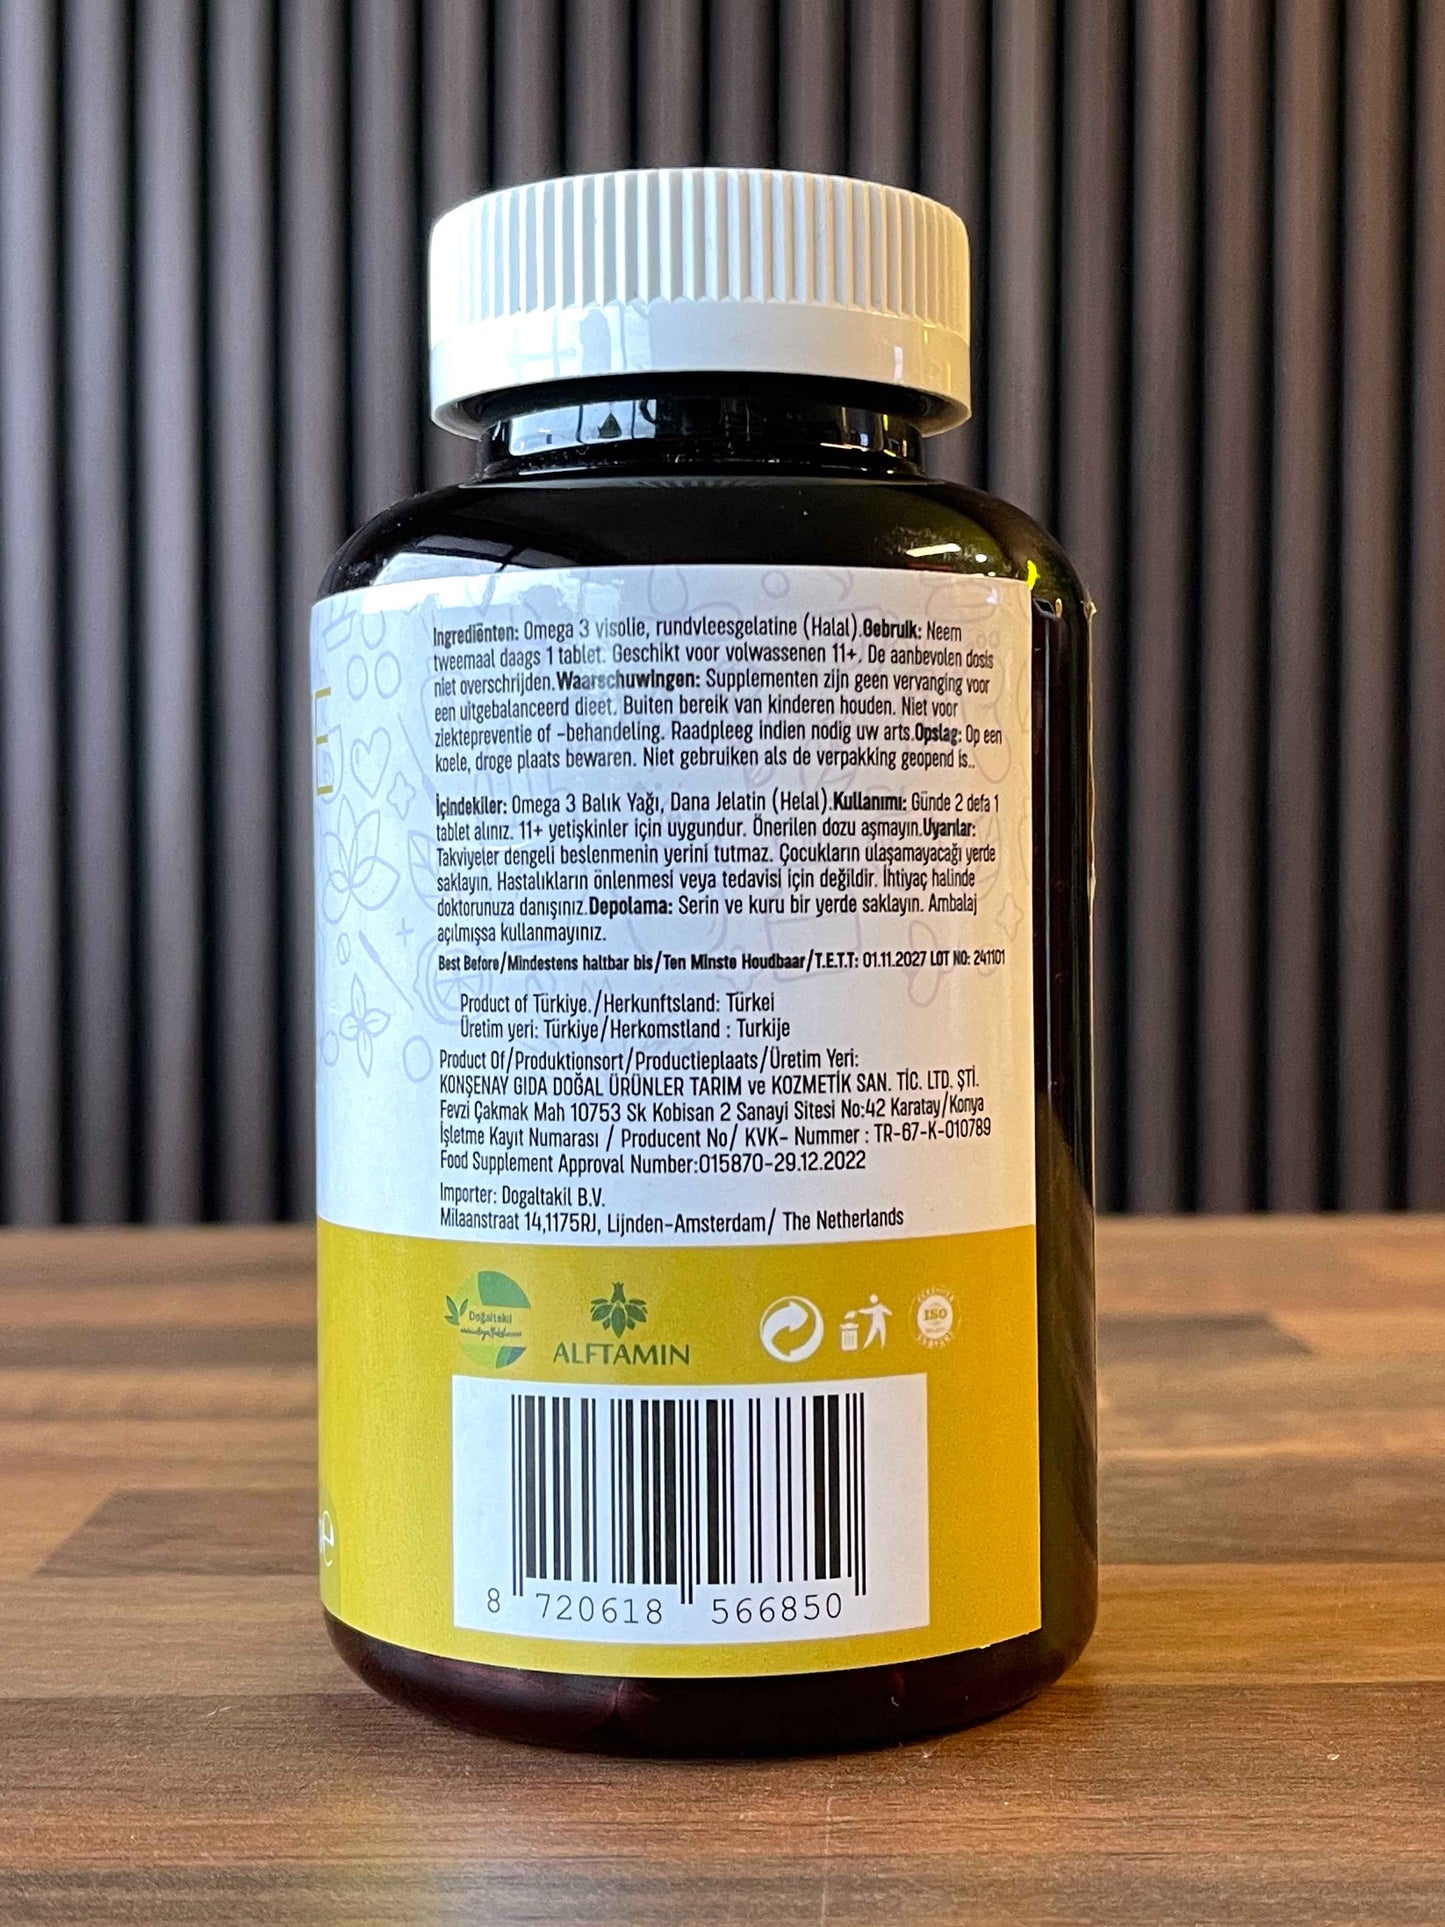 Ingrediënten: Omega 3 visolie, rundvleesgelatine (Halal).Gebruik: Neem
tweemaal daags 1 tablet. Geschikt voor volwassenen 11+. De aanbevolen dosis
niet overschrijden.Waarschuwingen: Supplementen zijn geen vervanging voor
een uitgebalanceerd dieet. Buiten bereik van kinderen houden. Niet voor
ziektepreventie of -behandeling. Raadpleeg indien nodig uw arts.Opslag: Op een
koele, droge plaats bewaren. Niet gebruiken als de verpakking geopend is..
İçindekiler: Omega 3 Balık Yağı, Dana Jelatin (Helal).Kullanımı: Günde 2 defa 1
tablet alınız. 11+ yetişkinler için uygundur. Önerilen dozu aşmayın.Uyarılar:
Takviyeler dengeli beslenmenin yerini tutmaz. Çocukların ulaşamayacağı yerde
saklayın. Hastalıkların önlenmesi veya tedavisi için değildir. İhtiyaç halinde
doktorunuza danışınız.Depolama: Serin ve kuru bir yerde saklayın. Ambalaj
açılmışsa kullanmayınız.
Best Before/Mindestens haltbar bis/Ten Minste Houdbaar/T.E.T.T: 01.11.2027 LOT NO: 241101
Product of Türkiye./Herkunftsland: Türkei
Üretim yeri: Türkiye/Herkomstland : Turkije
Product Of/Produktionsort/Productieplaats/Üretim Yeri:
KONŞENAY GIDA DOĞAL ÜRÜNLER TARIM ve KOZMETİK SAN. TİC. LTD. ŞTİ.
Fevzi Çakmak Mah 10753 Sk Kobisan 2 Sanayi Sitesi No:42 Karatay/Konya
İşletme Kayıt Numarası / Producent No/ KVK- Nummer : TR-67-K-010789
Food Supplement Approval Number:015870-29.12.2022
Importer: Dogaltakil B.V.
Milaanstraat 14,1175RJ, Lijnden-Amsterdam/ The Netherlands
Doğaltakil
ALFTAMIN
ISO
8 720618 566850